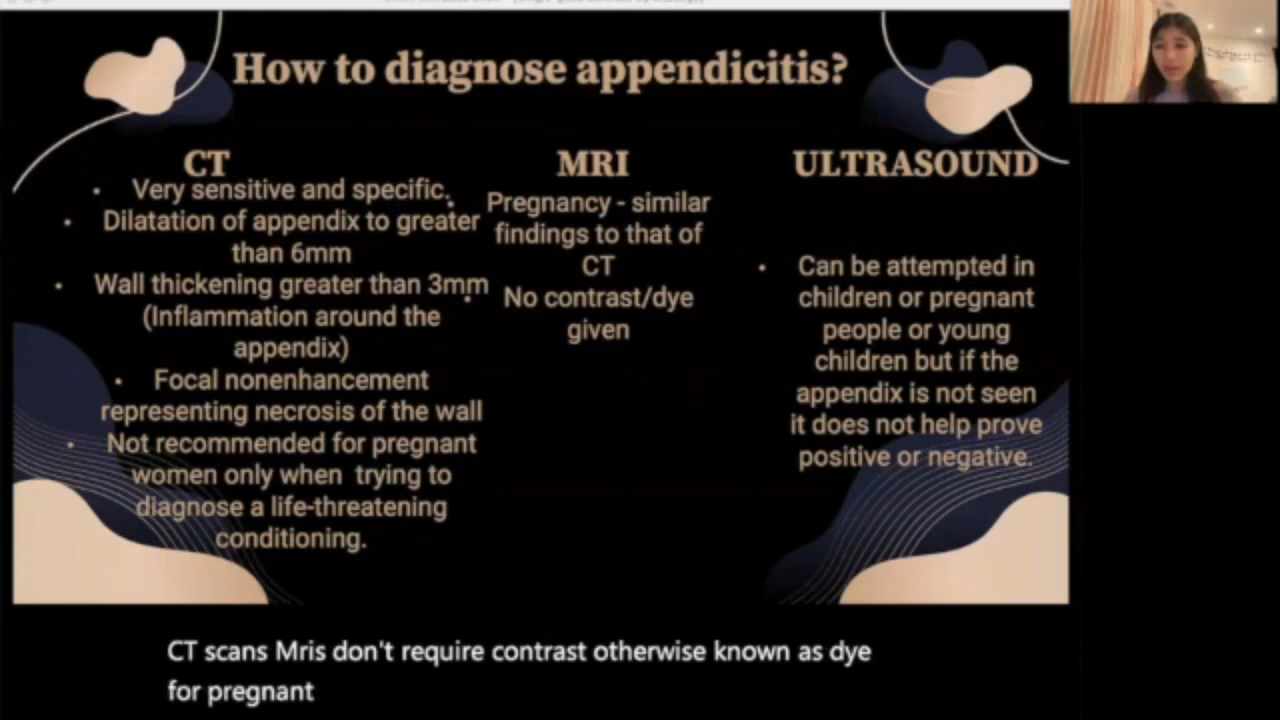 How to diagnose appendicitis?
CT
• Very sensitive and specific.
• Dilatation of appendix to greater
than 6mm
• Wall thickening greater than 3mm
(Inflammation around the
appendix)
• Focal nonenhancement
representing necrosis of the wall
• Not recommended for pregnant
women only when trying to
diagnose a life-threatening
conditioning.
MRI
• Pregnancy - similar
findings to that of
CT
• No contrast/dye
given
ULTRASOUND
• Can be attempted in
children or pregnant
people or young
children but if the
appendix is not seen
it does not help prove
positive or negative.
CT scans Mris don't require contrast otherwise known as dye
for pregnant